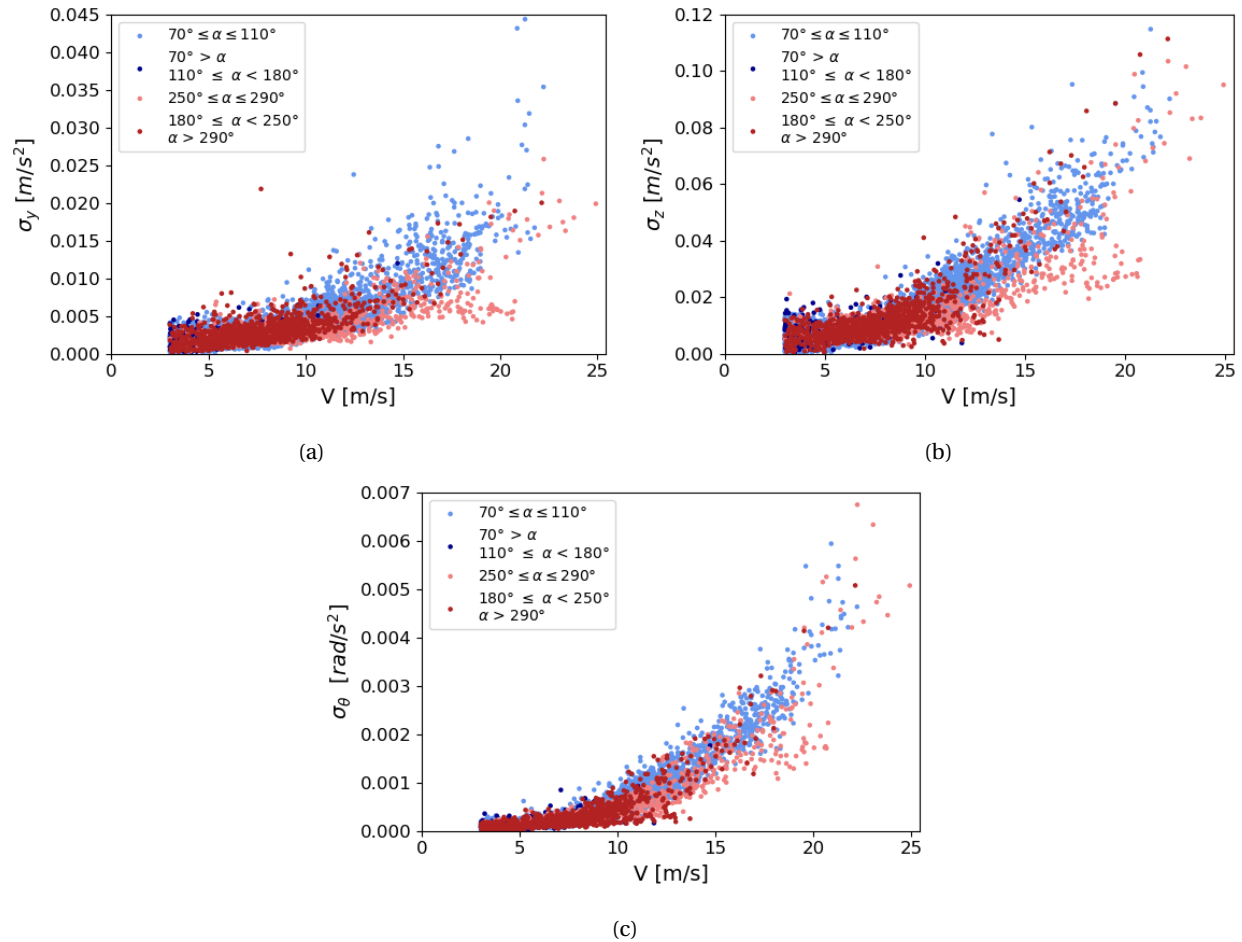 0.045
0.040
0.035
0.030
0.025
0.020
0.015
0.010
0.005
0.000
σ_y [m/s²]
70° ≤ α ≤ 110°
70° > α
110° ≤ α < 180°
250° ≤ α ≤ 290°
180° ≤ α < 250°
α > 290°
0 5 10 15 20 25
V [m/s]
(a)
0.12
0.10
0.08
0.06
0.04
0.02
0.00
σ_z [m/s²]
70° ≤ α ≤ 110°
70° > α
110° ≤ α < 180°
250° ≤ α ≤ 290°
180° ≤ α < 250°
α > 290°
0 5 10 15 20 25
V [m/s]
(b)
0.007
0.006
0.005
0.004
0.003
0.002
0.001
0.000
σ_θ [rad/s²]
70° ≤ α ≤ 110°
70° > α
110° ≤ α < 180°
250° ≤ α ≤ 290°
180° ≤ α < 250°
α > 290°
0 5 10 15 20 25
V [m/s]
(c)